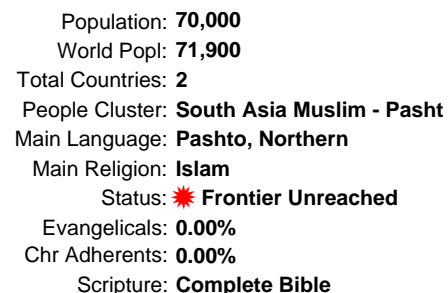 Population: 70,000
World Popl: 71,900
Total Countries: 2
People Cluster: South Asia Muslim - Pasht
Main Language: Pashto, Northern
Main Religion: Islam
Status: Frontier Unreached
Evangelicals: 0.00%
Chr Adherents: 0.00%
Scripture: Complete Bible